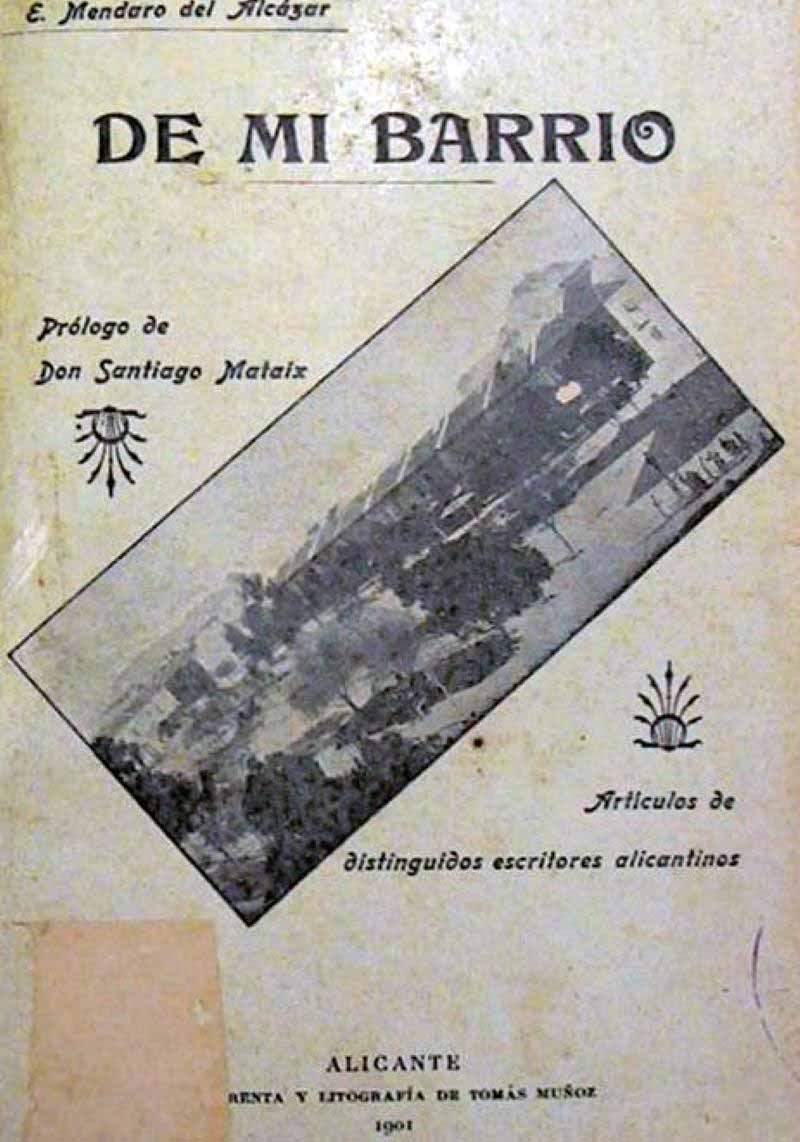 E. Mendaro del Alcázar
DE MI BARRIO
Prólogo de
Don Santiago Mataix
Artículos de
distinguidos escritores alicantinos
ALICANTE
RENTA Y LITOGRAFÍA DE TOMÁS MUÑOZ
1901